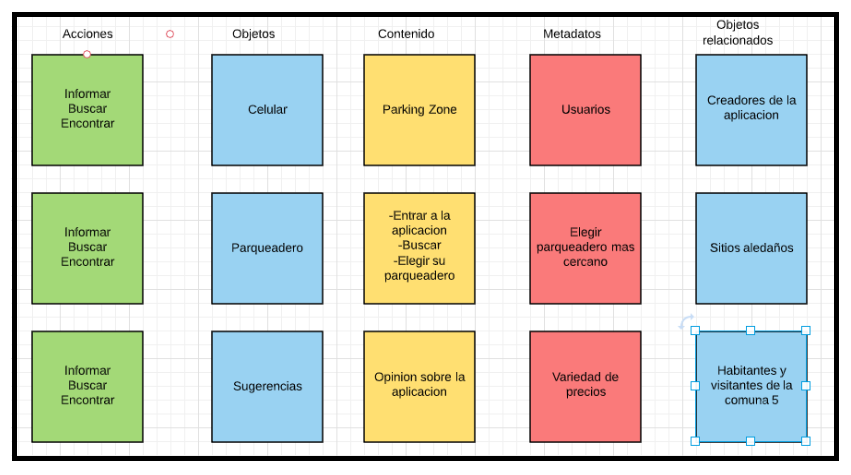 Acciones
Objetos
Contenido
Metadatos
Objetos
relacionados
Informar
Buscar
Encontrar
Celular
Parking Zone
Usuarios
Creadores de la
aplicacion
Informar
Buscar
Encontrar
Parqueadero
-Entrar a la
aplicacion
-Buscar
-Elegir su
parqueadero
Elegir
parqueadero mas
cercano
Sitios aledaños
Informar
Buscar
Encontrar
Sugerencias
Opinion sobre la
aplicacion
Variedad de
precios
Habitantes y
visitantes de la
comuna 5